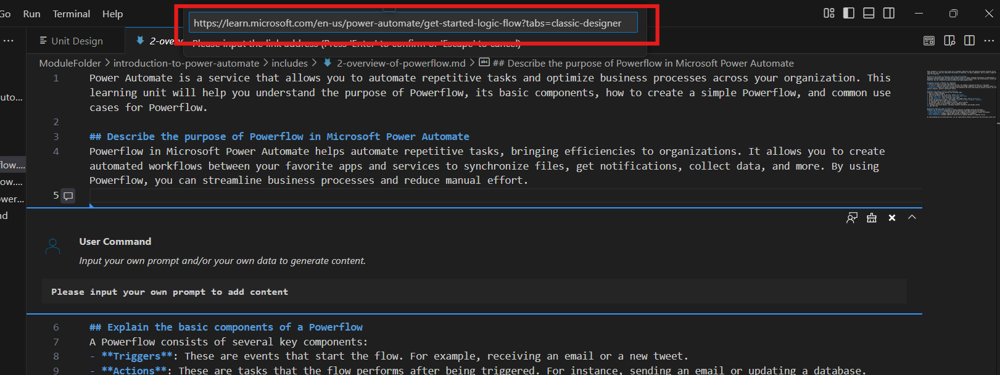 Go Run Terminal Help
https://learn.microsoft.com/en-us/power-automate/get-started-logic-flow?tabs=classic-designer
Please input the link address (Press 'Enter' to confirm or 'Escape' to cancel)
Unit Design
ModuleFolder > introduction-to-power-automate > includes > 2-overview-of-powerflow.md > ## Describe the purpose of Powerflow in Microsoft Power Automate
1 Power Automate is a service that allows you to automate repetitive tasks and optimize business processes across your organization. This
learning unit will help you understand the purpose of Powerflow, its basic components, how to create a simple Powerflow, and common use
cases for Powerflow.
2
3 ## Describe the purpose of Powerflow in Microsoft Power Automate
4 Powerflow in Microsoft Power Automate helps automate repetitive tasks, bringing efficiencies to organizations. It allows you to create
automated workflows between your favorite apps and services to synchronize files, get notifications, collect data, and more. By using
Powerflow, you can streamline business processes and reduce manual effort.
5
User Command
Input your own prompt and/or your own data to generate content.
Please input your own prompt to add content
6 ## Explain the basic components of a Powerflow
7 A Powerflow consists of several key components:
8 - **Triggers**: These are events that start the flow. For example, receiving an email or a new tweet.
9 - **Actions**: These are tasks that the flow performs after being triggered. For instance, sending an email or updating a database.
uto...
flow....
ow....
ower...
nd